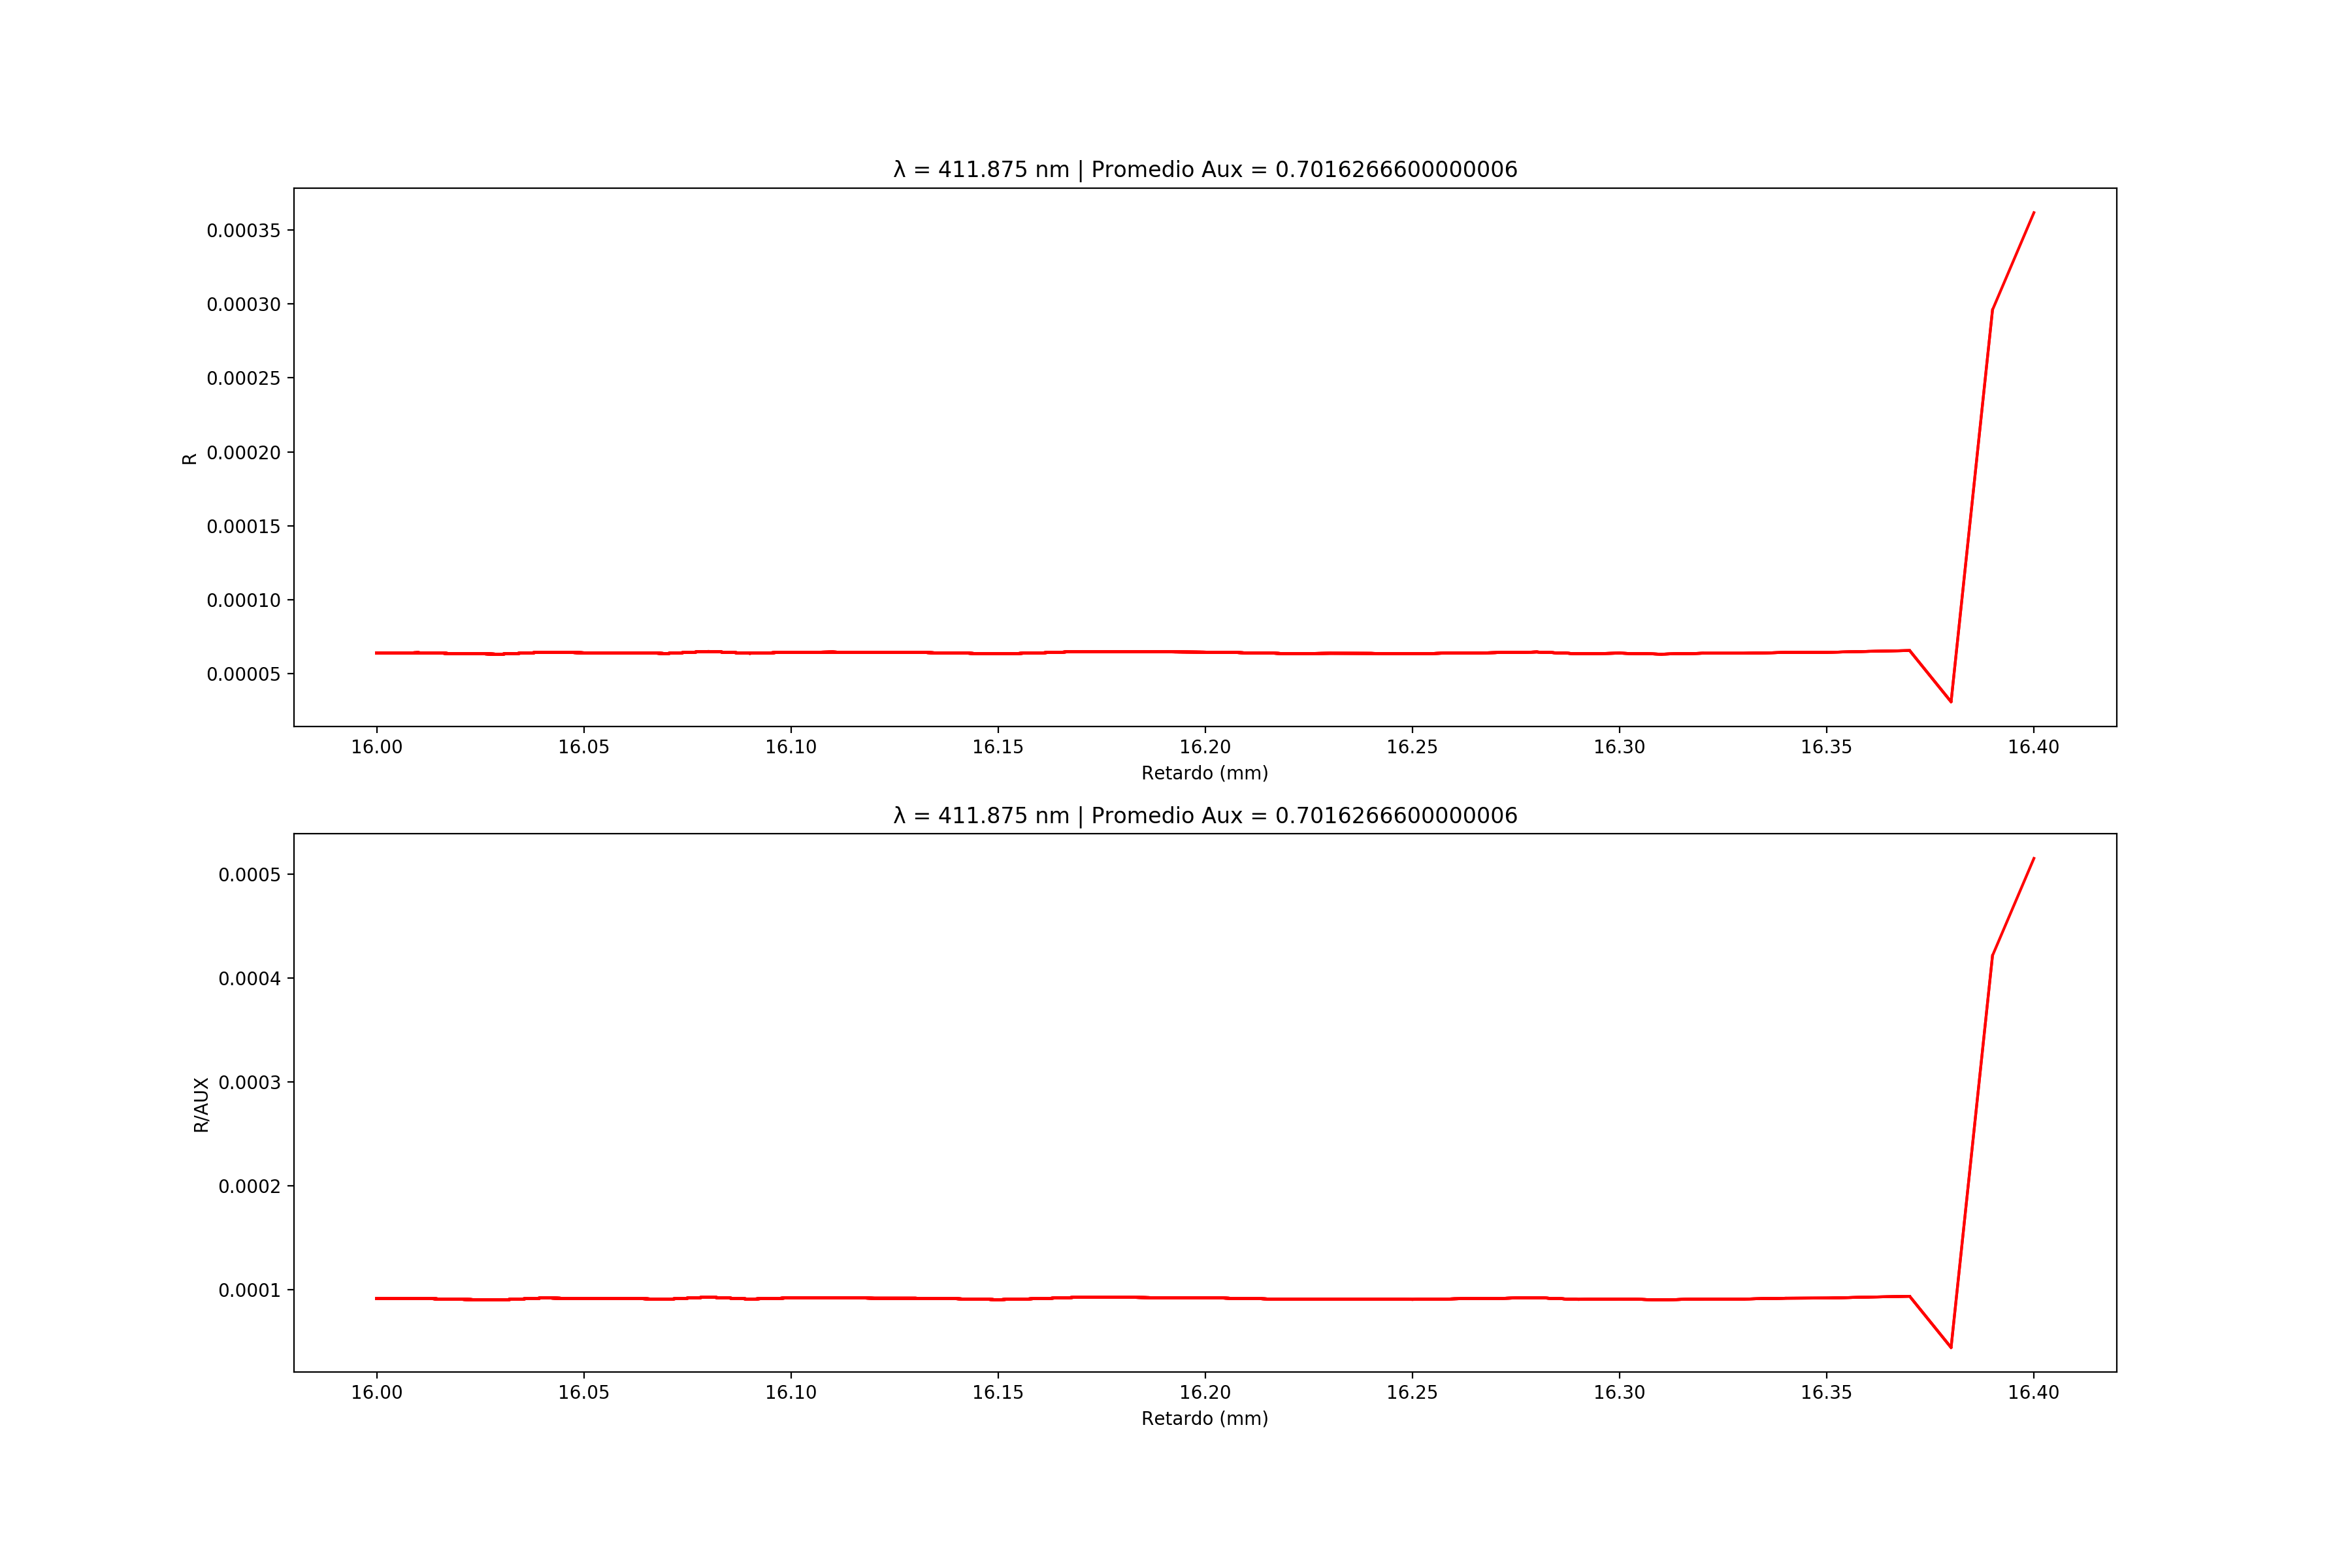 λ = 411.875 nm | Promedio Aux = 0.7016266600000006
0.00035
0.00030
0.00025
0.00020
0.00015
0.00010
0.00005
R
16.00 16.05 16.10 16.15 16.20 16.25 16.30 16.35 16.40
Retardo (mm)
λ = 411.875 nm | Promedio Aux = 0.7016266600000006
0.0005
0.0004
0.0003
0.0002
0.0001
R/AUX
16.00 16.05 16.10 16.15 16.20 16.25 16.30 16.35 16.40
Retardo (mm)